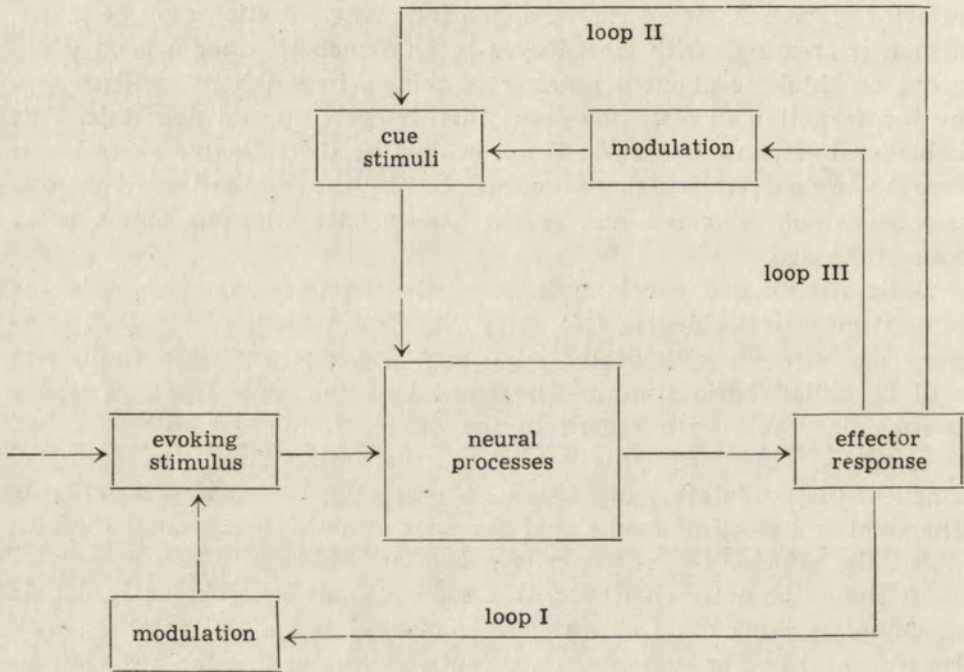 loop II
cue
stimuli
modulation
loop III
evoking
stimulus
neural
processes
effector
response
modulation
loop I